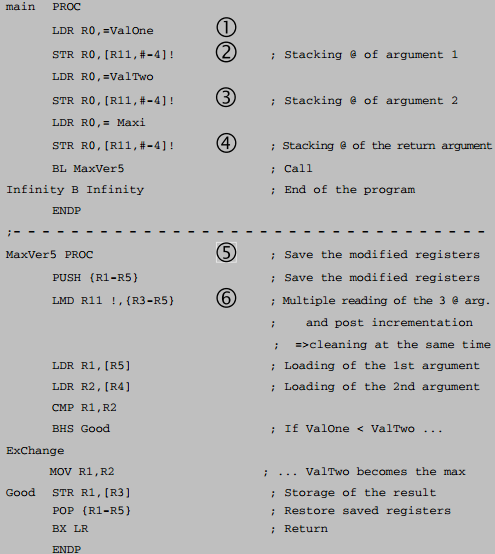 main PROC
LDR R0,=ValOne ①
STR R0,[R11,#-4]! ② ; Stacking @ of argument 1
LDR R0,=ValTwo
STR R0,[R11,#-4]! ③ ; Stacking @ of argument 2
LDR R0,= Maxi
STR R0,[R11,#-4]! ④ ; Stacking @ of the return argument
BL MaxVer5 ; Call
Infinity B Infinity ; End of the program
ENDP
;- - - - - - - - - - - - - - - - - - - - - - - - - - - - - - - -
MaxVer5 PROC ⑤ ; Save the modified registers
PUSH {R1-R5} ; Save the modified registers
LMD R11 !,{R3-R5} ⑥ ; Multiple reading of the 3 @ arg.
; and post incrementation
; =>cleaning at the same time
LDR R1,[R5] ; Loading of the 1st argument
LDR R2,[R4] ; Loading of the 2nd argument
CMP R1,R2
BHS Good ; If ValOne < ValTwo ...
ExChange
MOV R1,R2 ; ... ValTwo becomes the max
Good STR R1,[R3] ; Storage of the result
POP {R1-R5} ; Restore saved registers
BX LR ; Return
ENDP